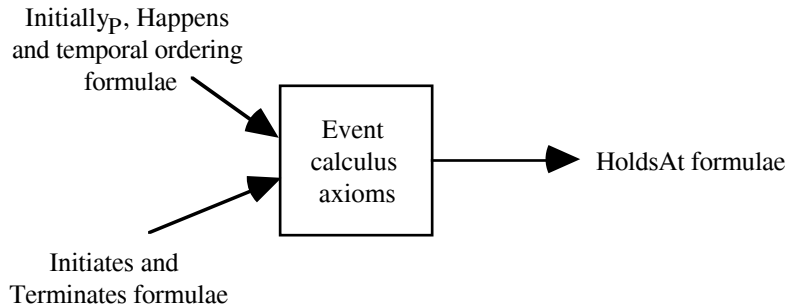 Initially_P, Happens
and temporal ordering
formulae
Event
calculus
axioms
HoldsAt formulae
Initiates and
Terminates formulae